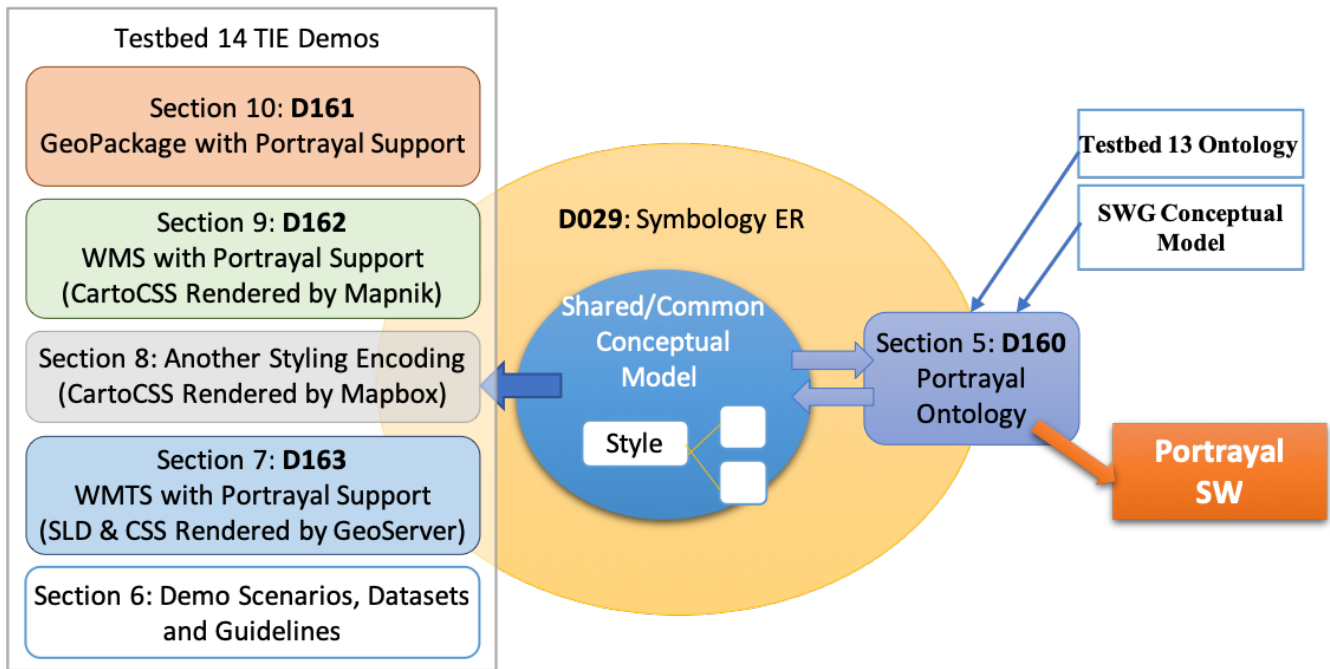 Testbed 14 TIE Demos
Section 10: D161
GeoPackage with Portrayal Support
Section 9: D162
WMS with Portrayal Support
(CartoCSS Rendered by Mapnik)
Section 8: Another Styling Encoding
(CartoCSS Rendered by Mapbox)
Section 7: D163
WMTS with Portrayal Support
(SLD & CSS Rendered by GeoServer)
Section 6: Demo Scenarios, Datasets
and Guidelines
D029: Symbology ER
Shared/Common
Conceptual
Model
Style
Testbed 13 Ontology
SWG Conceptual
Model
Section 5: D160
Portrayal
Ontology
Portrayal
SW